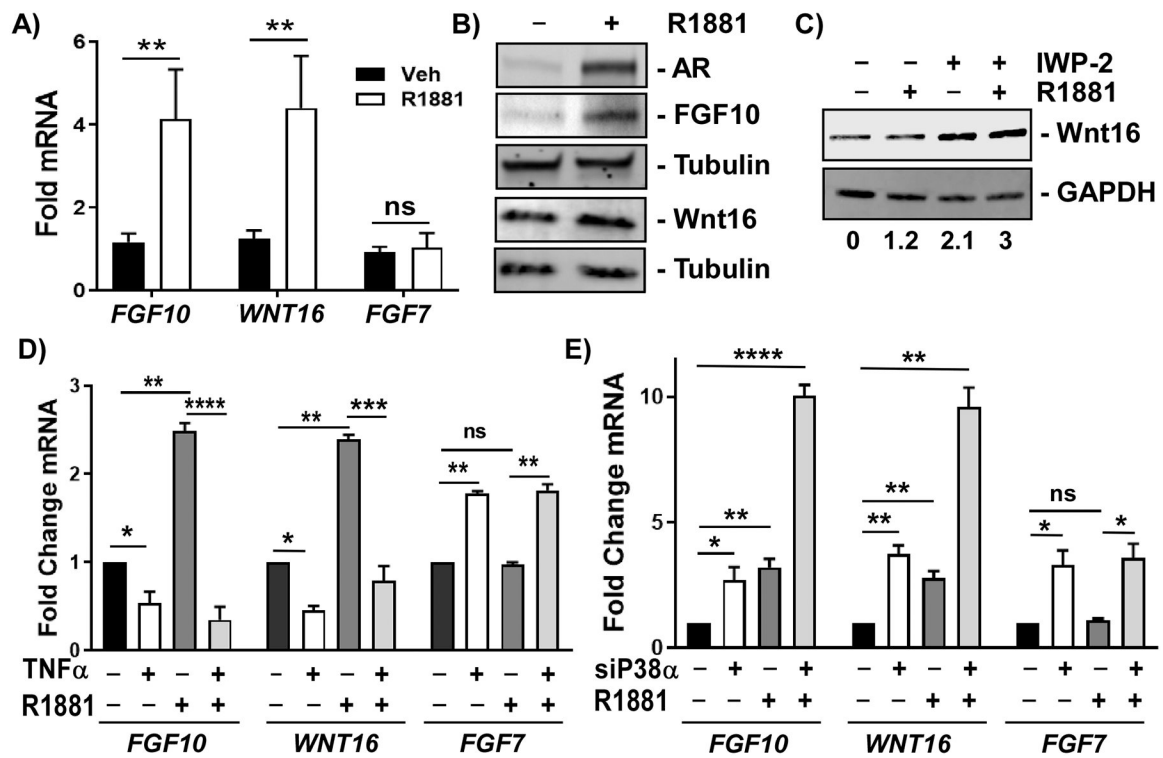 A)
Fold mRNA
6
4
2
0
** ** ns
Veh
R1881
FGF10 WNT16 FGF7
B)
– + R1881
- AR
- FGF10
- Tubulin
- Wnt16
- Tubulin
C)
– – + + IWP-2
– + – + R1881
- Wnt16
- GAPDH
0 1.2 2.1 3
D)
Fold Change mRNA
3
2
1
0
** **** *
** *** *
ns ** **
TNFα – + – + – + – + – + – +
R1881 – – + + – – + + – – + +
FGF10 WNT16 FGF7
E)
Fold Change mRNA
10
5
0
**** ** *
** ** **
ns * *
siP38α – + – + – + – + – + – +
R1881 – – + + – – + + – – + +
FGF10 WNT16 FGF7